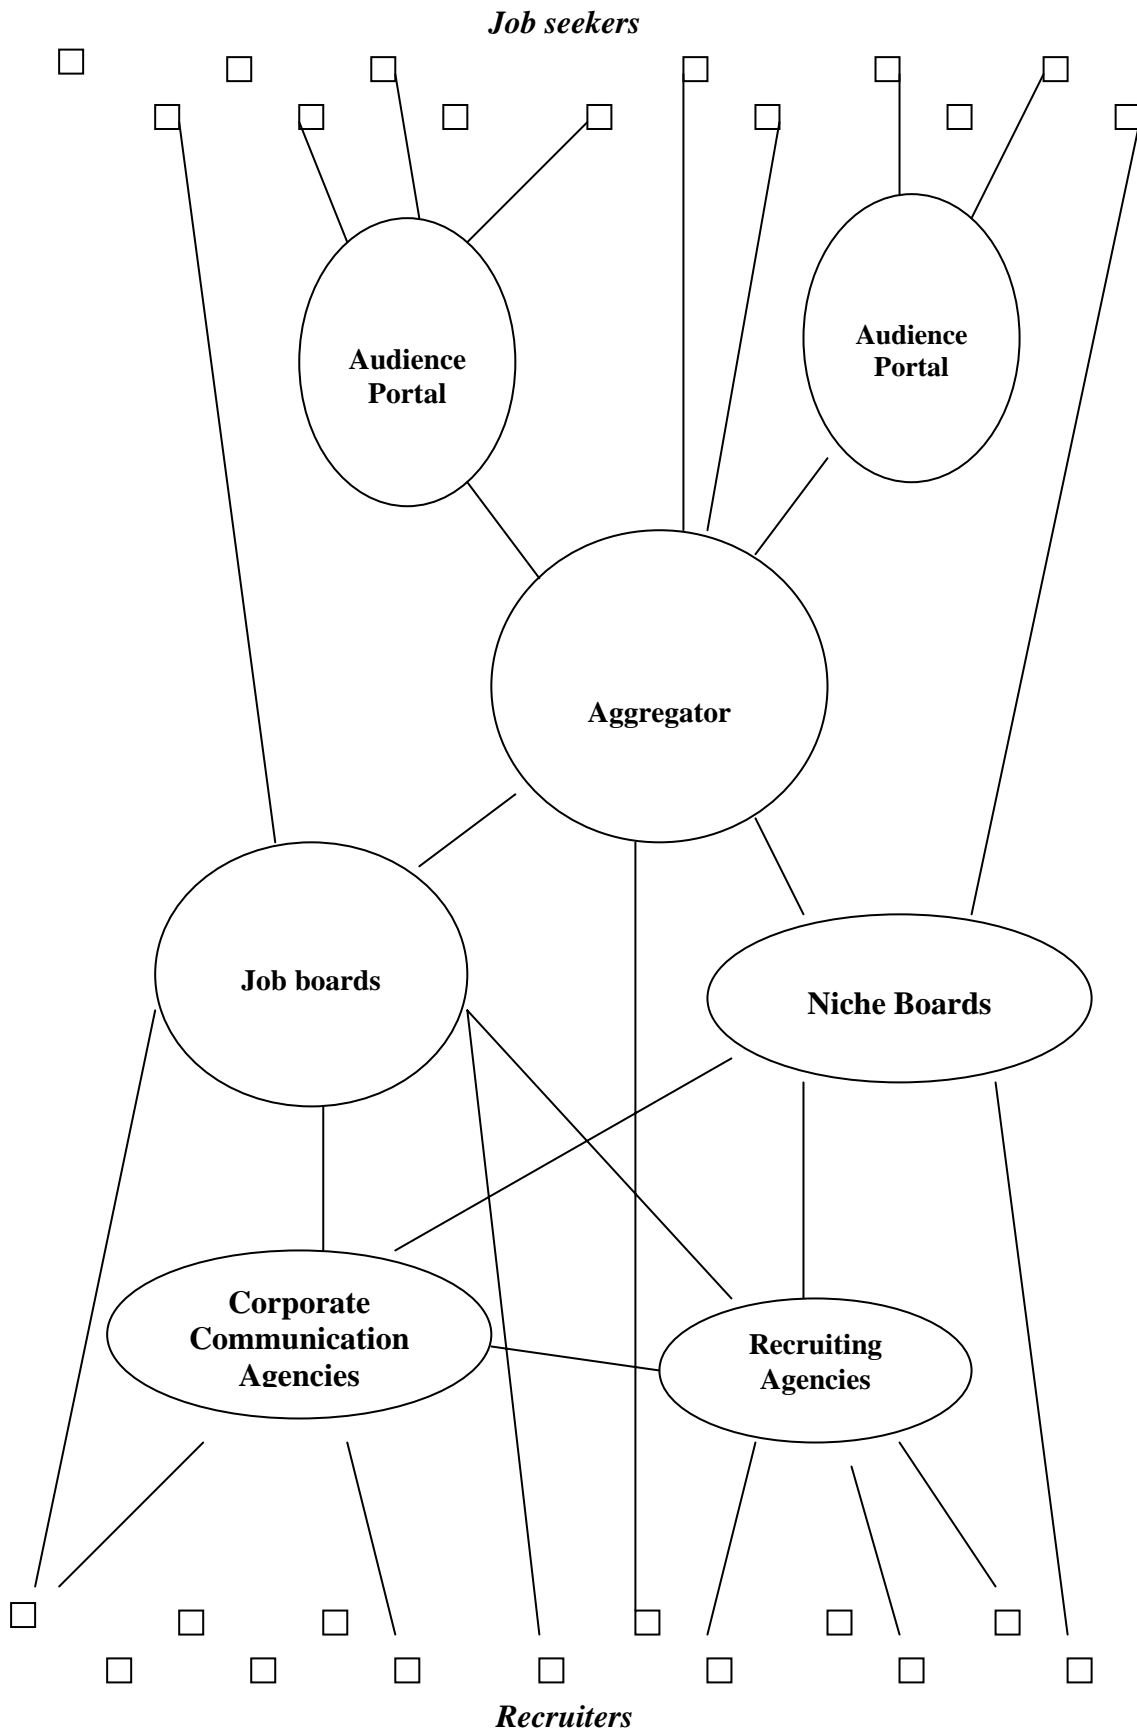 Job seekers
Audience
Portal
Audience
Portal
Aggregator
Job boards
Niche Boards
Corporate
Communication
Agencies
Recruiting
Agencies
Recruiters